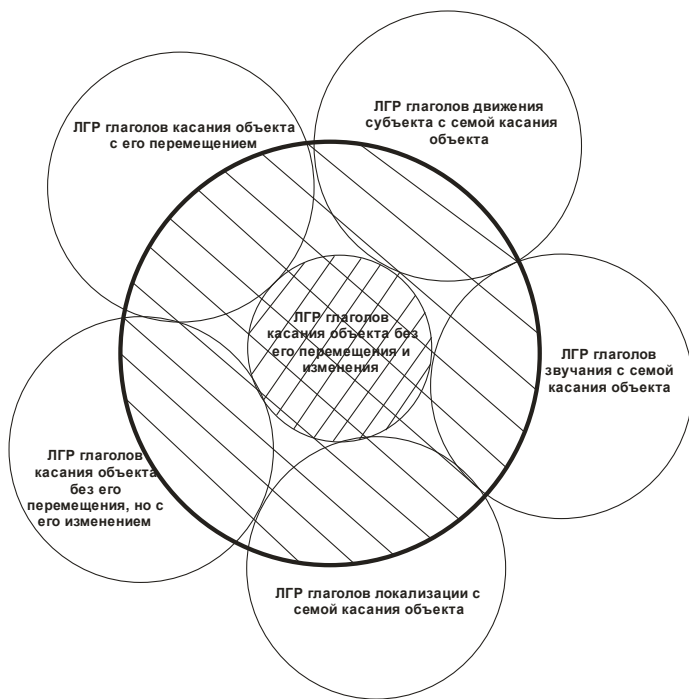 ЛГР глаголов касания объекта
с его перемещением
ЛГР глаголов движения
субъекта с семой касания
объекта
ЛГР глаголов
касания объекта без
его перемещения и
изменения
ЛГР глаголов
звучания с семой
касания объекта
ЛГР глаголов
касания объекта
без его
перемещения, но с
его изменением
ЛГР глаголов локализации с
семой касания объекта